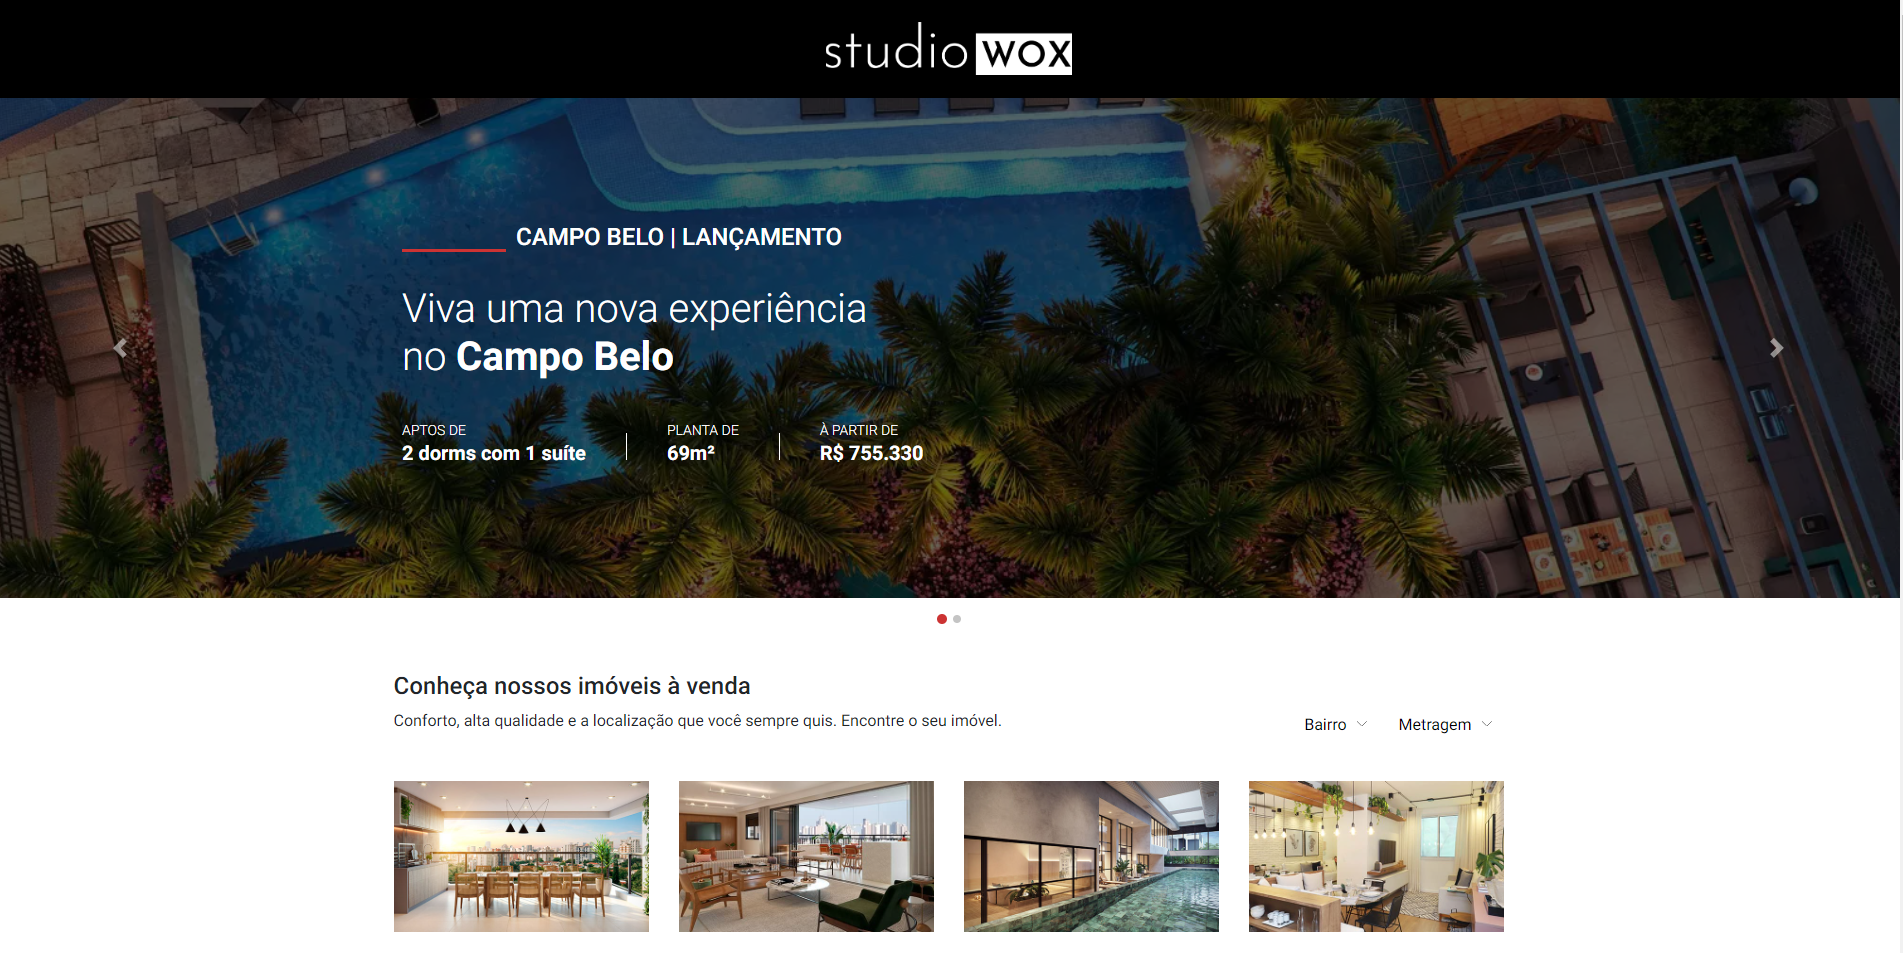 studio WOX
CAMPO BELO | LANÇAMENTO
Viva uma nova experiência
no Campo Belo
APTOS DE
2 dorms com 1 suíte
PLANTA DE
69m²
À PARTIR DE
R$ 755.330
Conheça nossos imóveis à venda
Conforto, alta qualidade e a localização que você sempre quis. Encontre o seu imóvel.
Bairro
Metragem